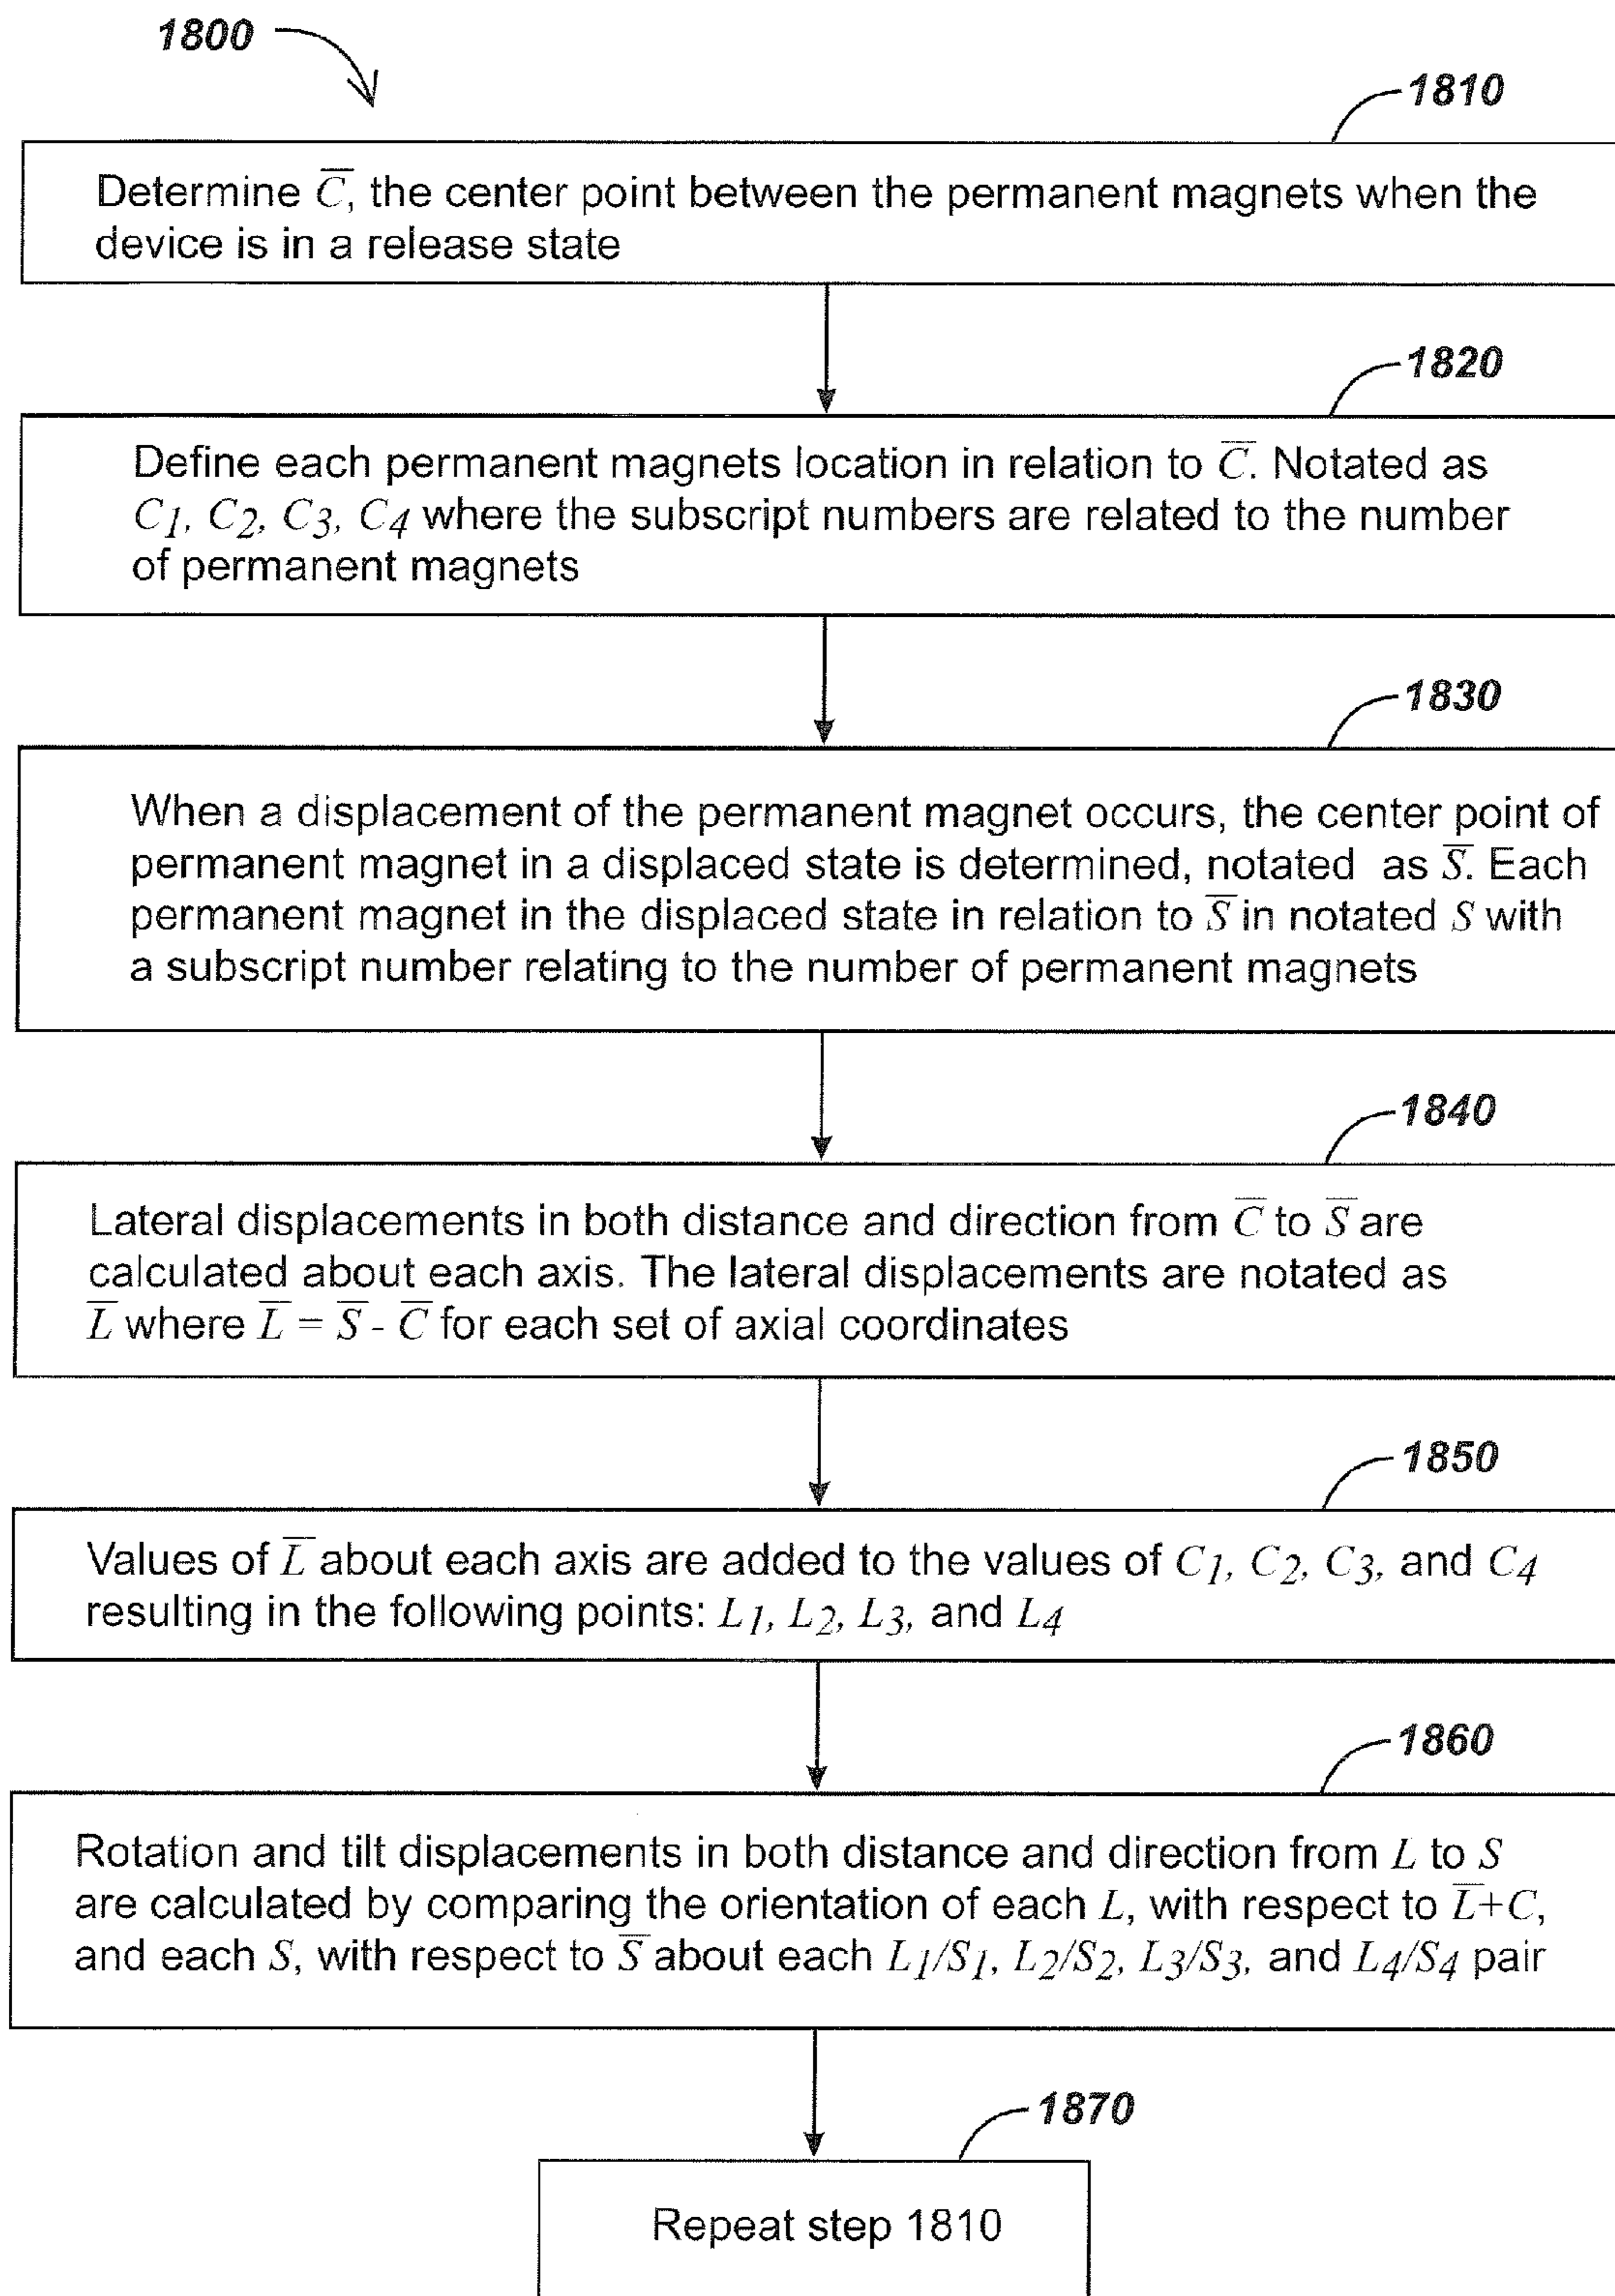 1800
1810
Determine C̅, the center point between the permanent magnets when the
device is in a release state
1820
Define each permanent magnets location in relation to C̅. Notated as
C1, C2, C3, C4 where the subscript numbers are related to the number
of permanent magnets
1830
When a displacement of the permanent magnet occurs, the center point of
permanent magnet in a displaced state is determined, notated as S̅. Each
permanent magnet in the displaced state in relation to S̅ in notated S with
a subscript number relating to the number of permanent magnets
1840
Lateral displacements in both distance and direction from C̅ to S̅ are
calculated about each axis. The lateral displacements are notated as
L̅ where L̅ = S̅ - C̅ for each set of axial coordinates
1850
Values of L̅ about each axis are added to the values of C1, C2, C3, and C4
resulting in the following points: L1, L2, L3, and L4
1860
Rotation and tilt displacements in both distance and direction from L to S
are calculated by comparing the orientation of each L, with respect to L̅+C,
and each S, with respect to S̅ about each L1/S1, L2/S2, L3/S3, and L4/S4 pair
1870
Repeat step 1810